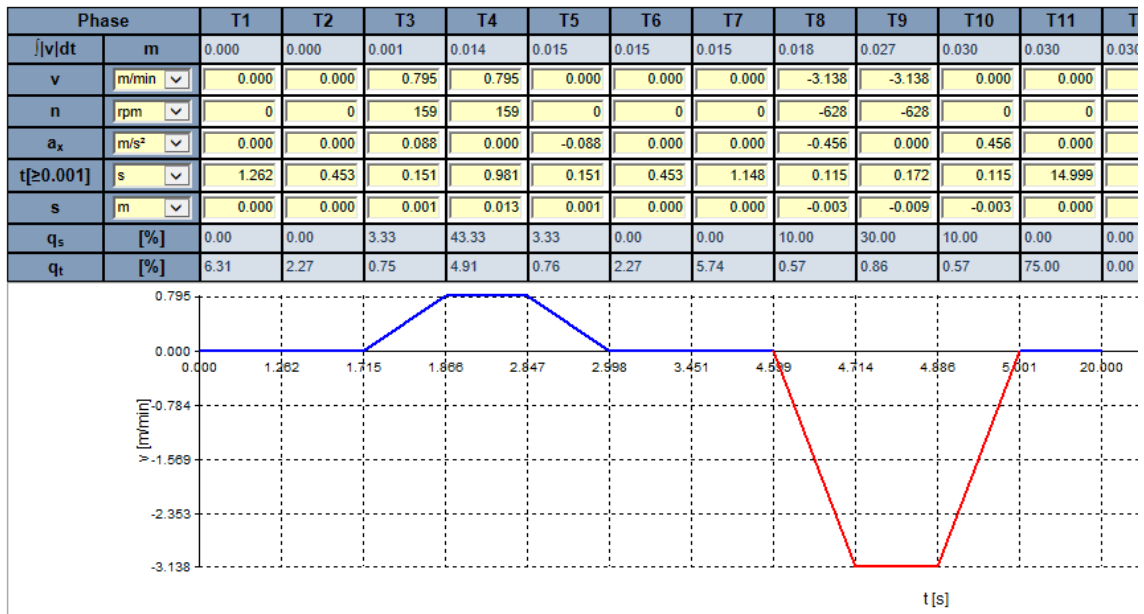 Phase T1 T2 T3 T4 T5 T6 T7 T8 T9 T10 T11 T
∫|v|dt m 0.000 0.000 0.001 0.014 0.015 0.015 0.015 0.018 0.027 0.030 0.030 0.030
v m/min 0.000 0.000 0.795 0.795 0.000 0.000 0.000 -3.138 -3.138 0.000 0.000
n rpm 0 0 159 159 0 0 0 -628 -628 0 0
aₓ m/s² 0.000 0.000 0.088 0.000 -0.088 0.000 0.000 -0.456 0.000 0.456 0.000
t[≥0.001] s 1.262 0.453 0.151 0.981 0.151 0.453 1.148 0.115 0.172 0.115 14.999
s m 0.000 0.000 0.001 0.013 0.001 0.000 0.000 -0.003 -0.009 -0.003 0.000
qₛ [%] 0.00 0.00 3.33 43.33 3.33 0.00 0.00 10.00 30.00 10.00 0.00 0.00
qₜ [%] 6.31 2.27 0.75 4.91 0.76 2.27 5.74 0.57 0.86 0.57 75.00 0.00
0.795
0.000
0.000 1.262 1.715 1.866 2.847 2.998 3.451 4.599 4.714 4.886 5.001 20.000
-0.784
v [m/min]
-1.569
-2.353
-3.138
t [s]